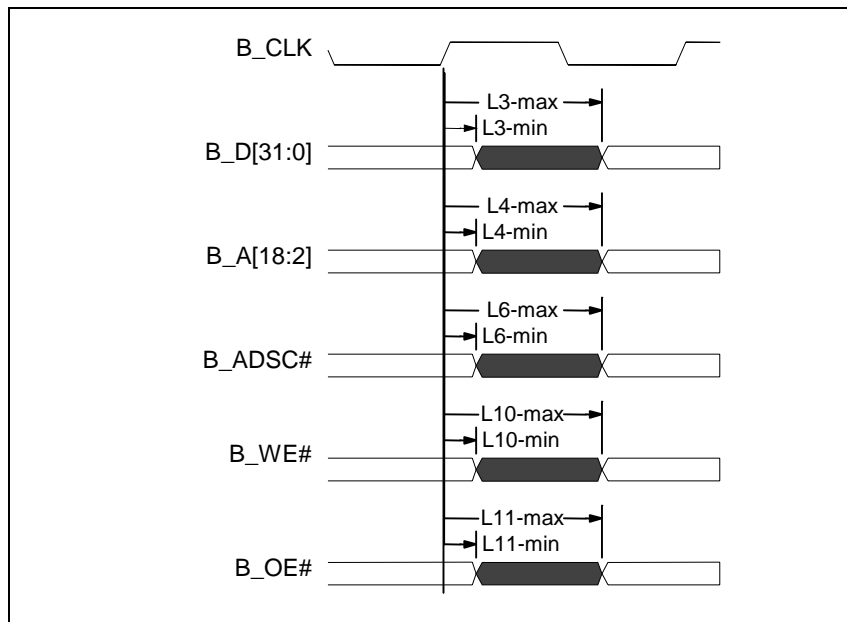 B_CLK
L3-max
L3-min
B_D[31:0]
L4-max
L4-min
B_A[18:2]
L6-max
L6-min
B_ADSC#
L10-max
L10-min
B_WE#
L11-max
L11-min
B_OE#